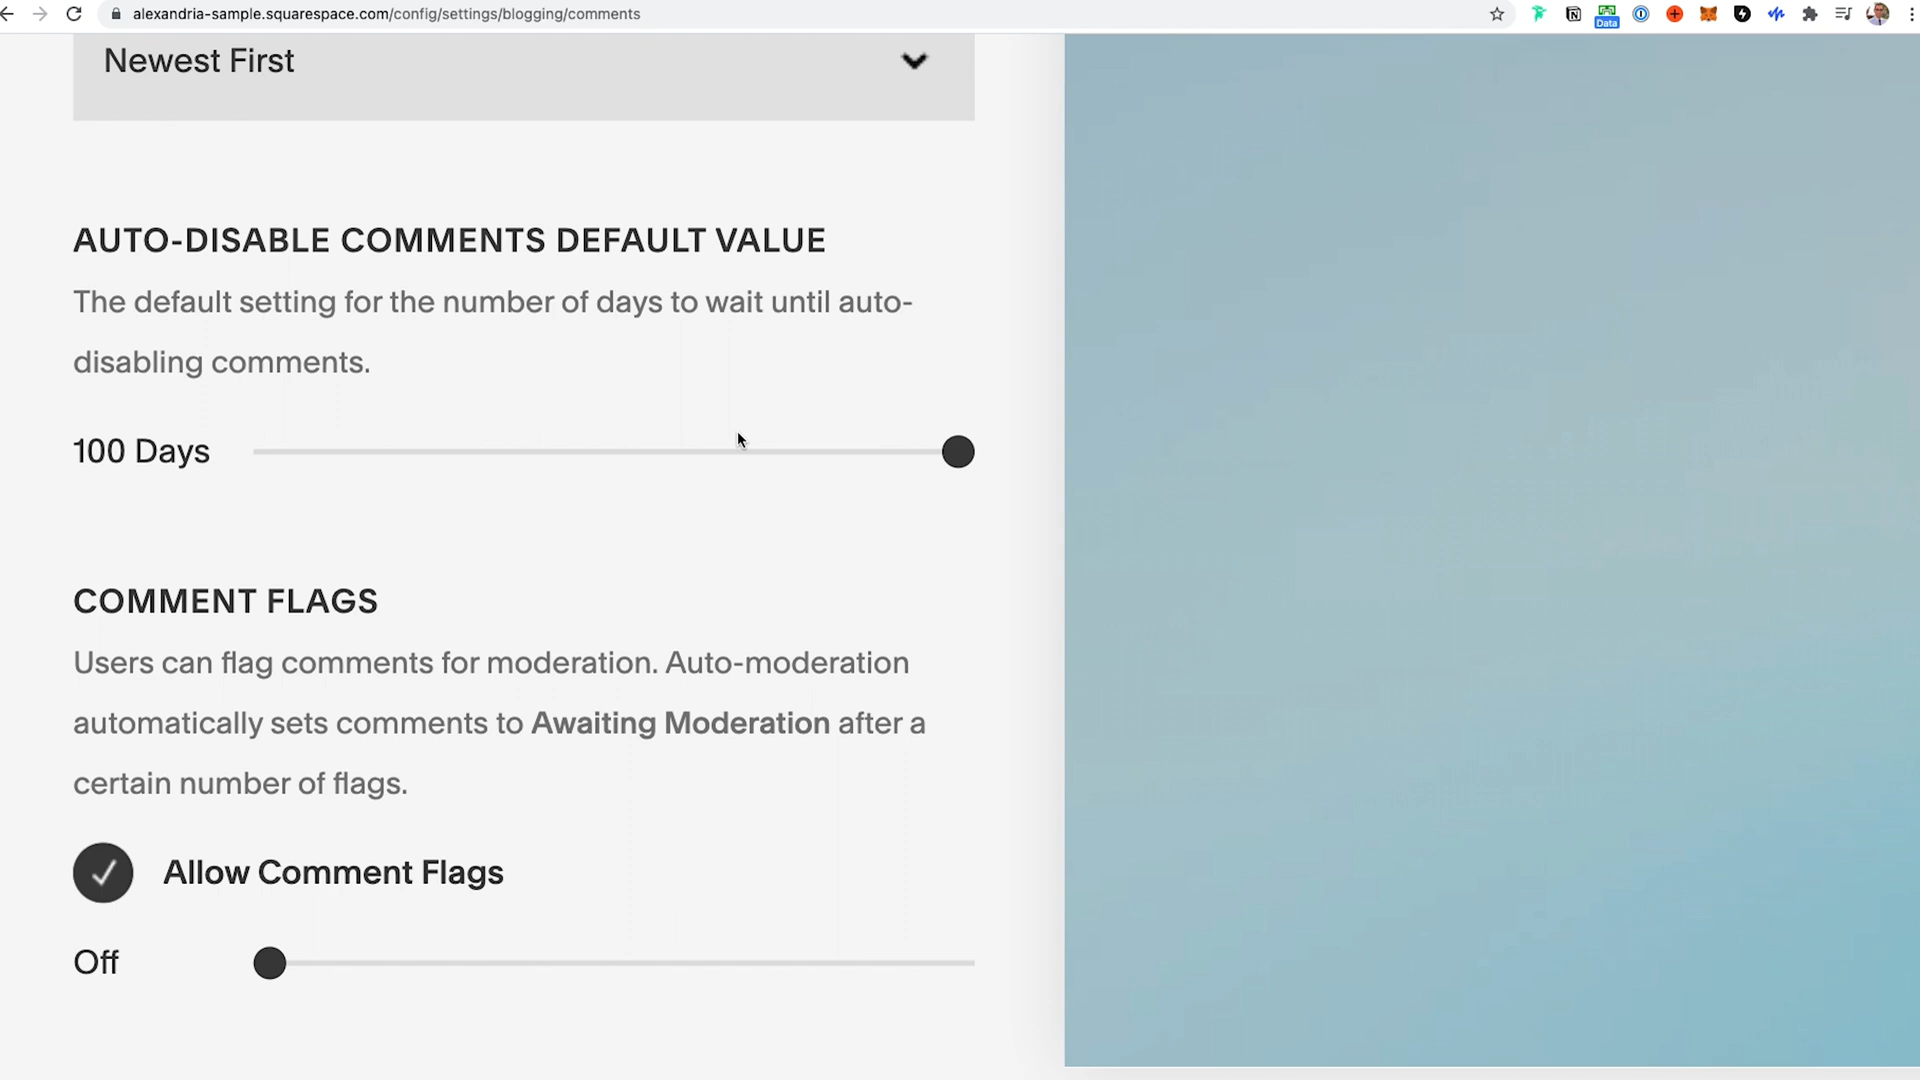 alexandria-sample.squarespace.com/config/settings/blogging/comments
Data
Newest First
AUTO-DISABLE COMMENTS DEFAULT VALUE
The default setting for the number of days to wait until auto-
disabling comments.
100 Days
COMMENT FLAGS
Users can flag comments for moderation. Auto-moderation
automatically sets comments to Awaiting Moderation after a
certain number of flags.
Allow Comment Flags
Off